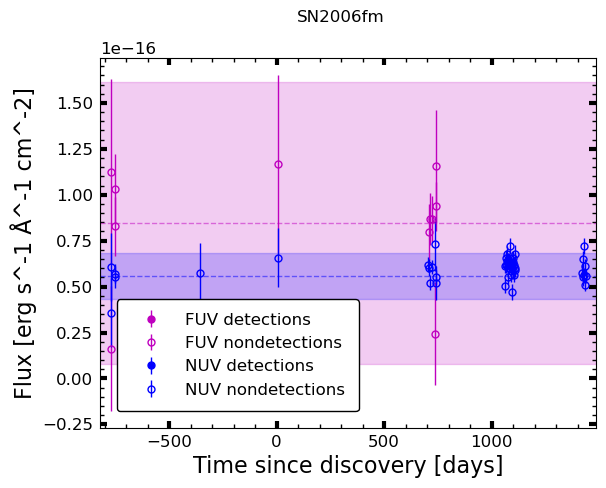 SN2006fm
1e−16
1.50
1.25
1.00
0.75
0.50
0.25
0.00
−0.25
Flux [erg s^-1 Å^-1 cm^-2]
FUV detections
FUV nondetections
NUV detections
NUV nondetections
−500
0
500
1000
Time since discovery [days]